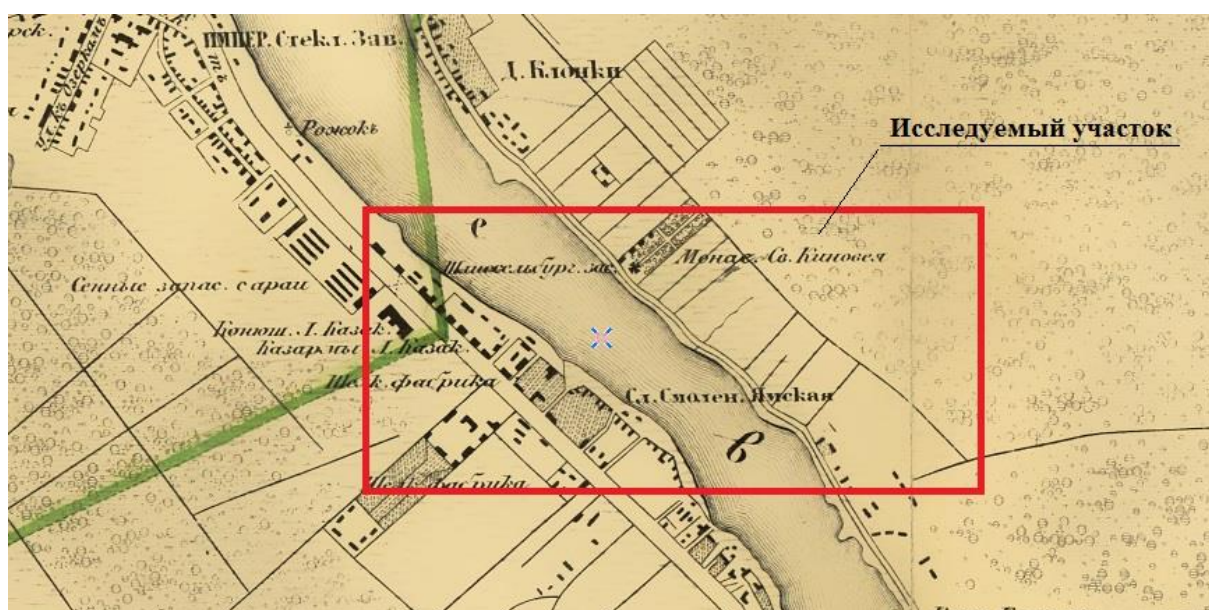 ИМПЕР. Стекл. Зав.
Д. Клочки
Рожокъ
Исследуемый участок
е
Шлиссельбург. зас.
Монас. Св. Киновея
Сенные запас. сараи
Конюш. Л. Казак.
Казармы Л. Казак.
Шелк. фабрика
Сл. Смолен. Ямская
в
Шелк. фабрика